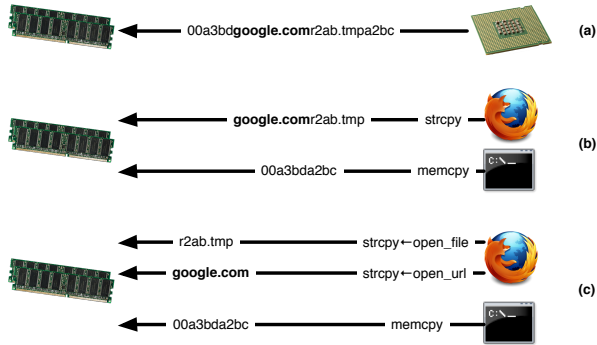 00a3bdgoogle.comr2ab.tmpa2bc (a)
google.comr2ab.tmp strcpy
(b)
00a3bda2bc memcpy C:\_
r2ab.tmp strcpy←open_file
google.com strcpy←open_url
(c)
00a3bda2bc memcpy C:\_